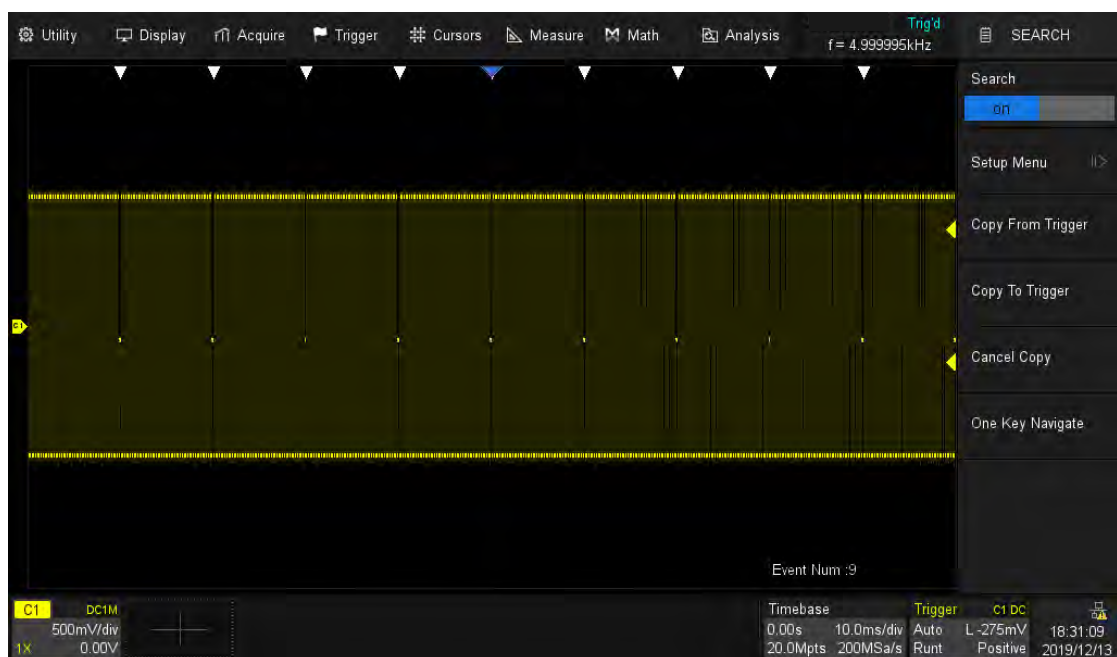 Utility Display Acquire Trigger Cursors Measure Math Analysis
Trig'd
f = 4.999995kHz
SEARCH
Search
on
Setup Menu
Copy From Trigger
Copy To Trigger
Cancel Copy
One Key Navigate
C1
Event Num :9
C1 DC1M
500mV/div
1X 0.00V
Timebase
0.00s 10.0ms/div
20.0Mpts 200MSa/s
Trigger C1 DC
Auto L -275mV
Runt Positive
18:31:09
2019/12/13